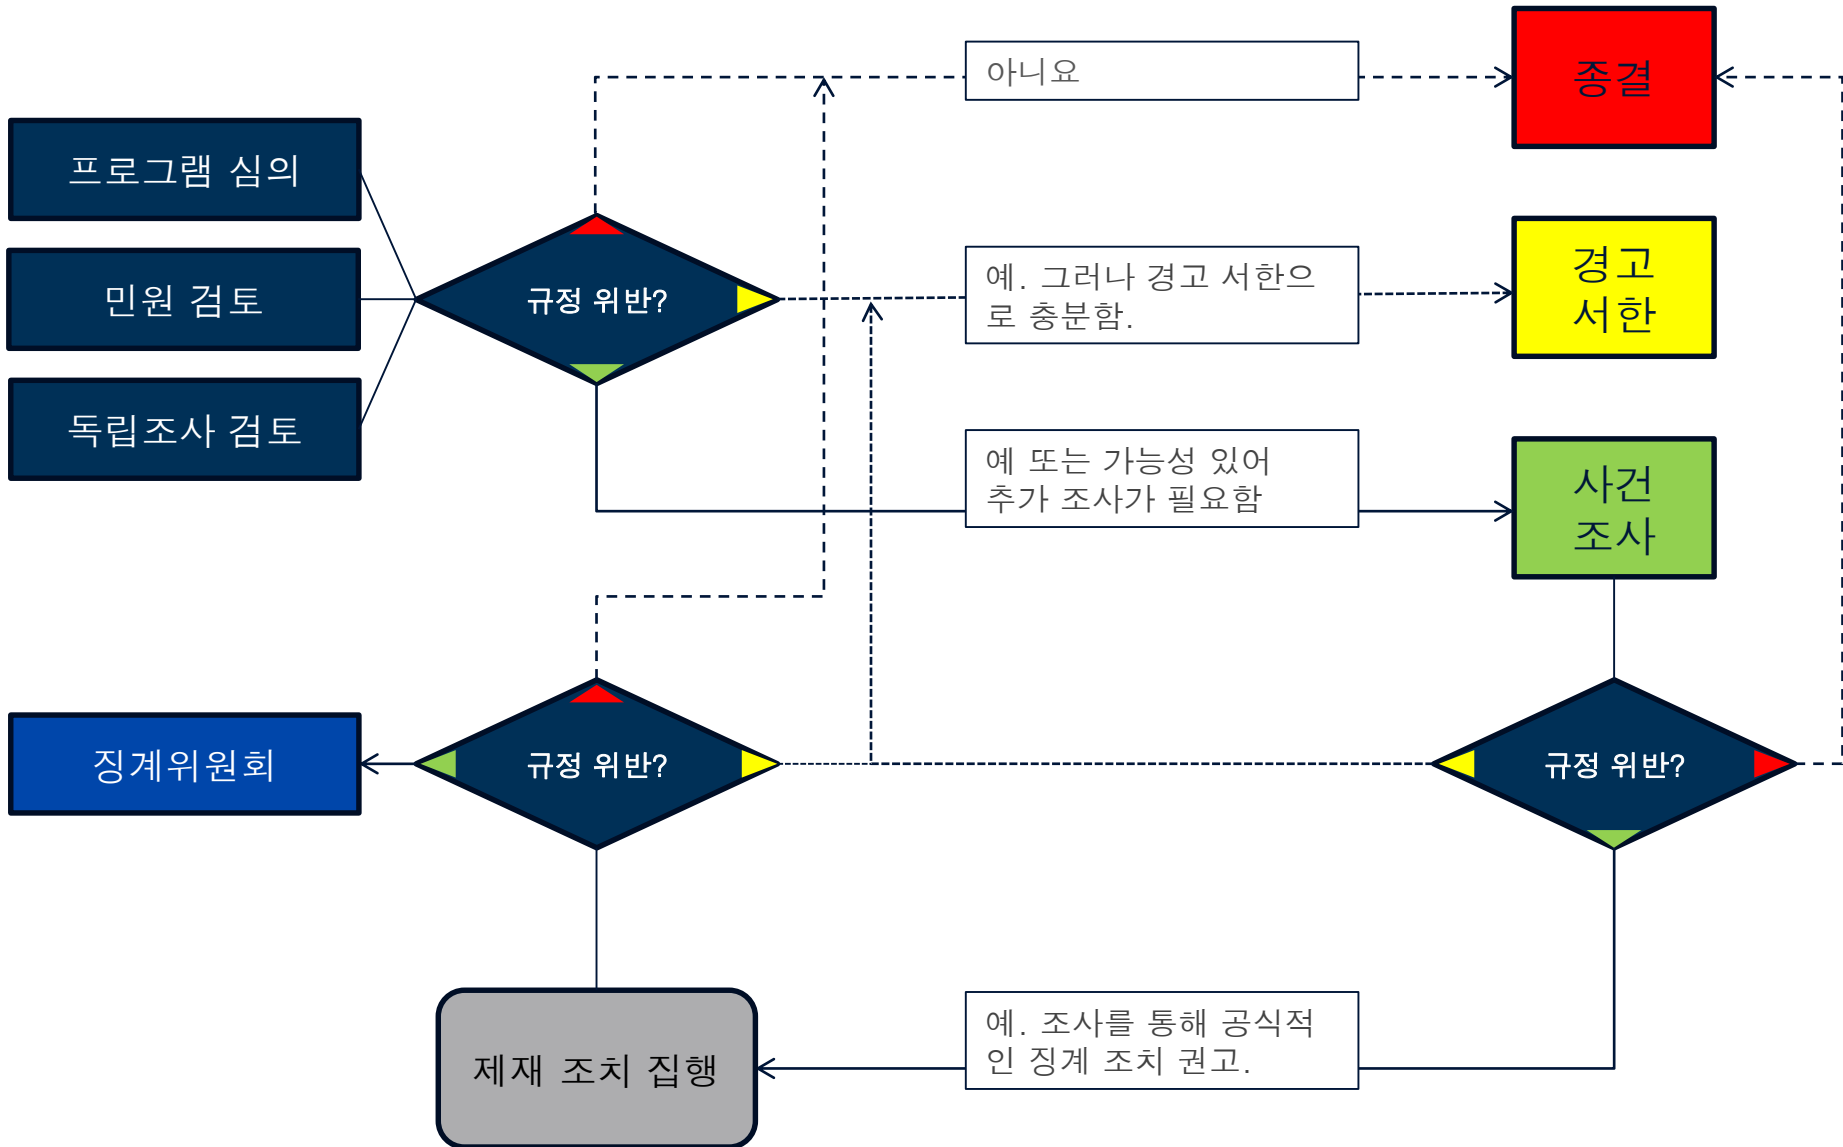 아니요
종결
프로그램 심의
민원 검토
독립조사 검토
규정 위반?
예. 그러나 경고 서한으
로 충분함.
경고
서한
예 또는 가능성 있어
추가 조사가 필요함
사건
조사
징계위원회
규정 위반?
규정 위반?
제재 조치 집행
예. 조사를 통해 공식적
인 징계 조치 권고.